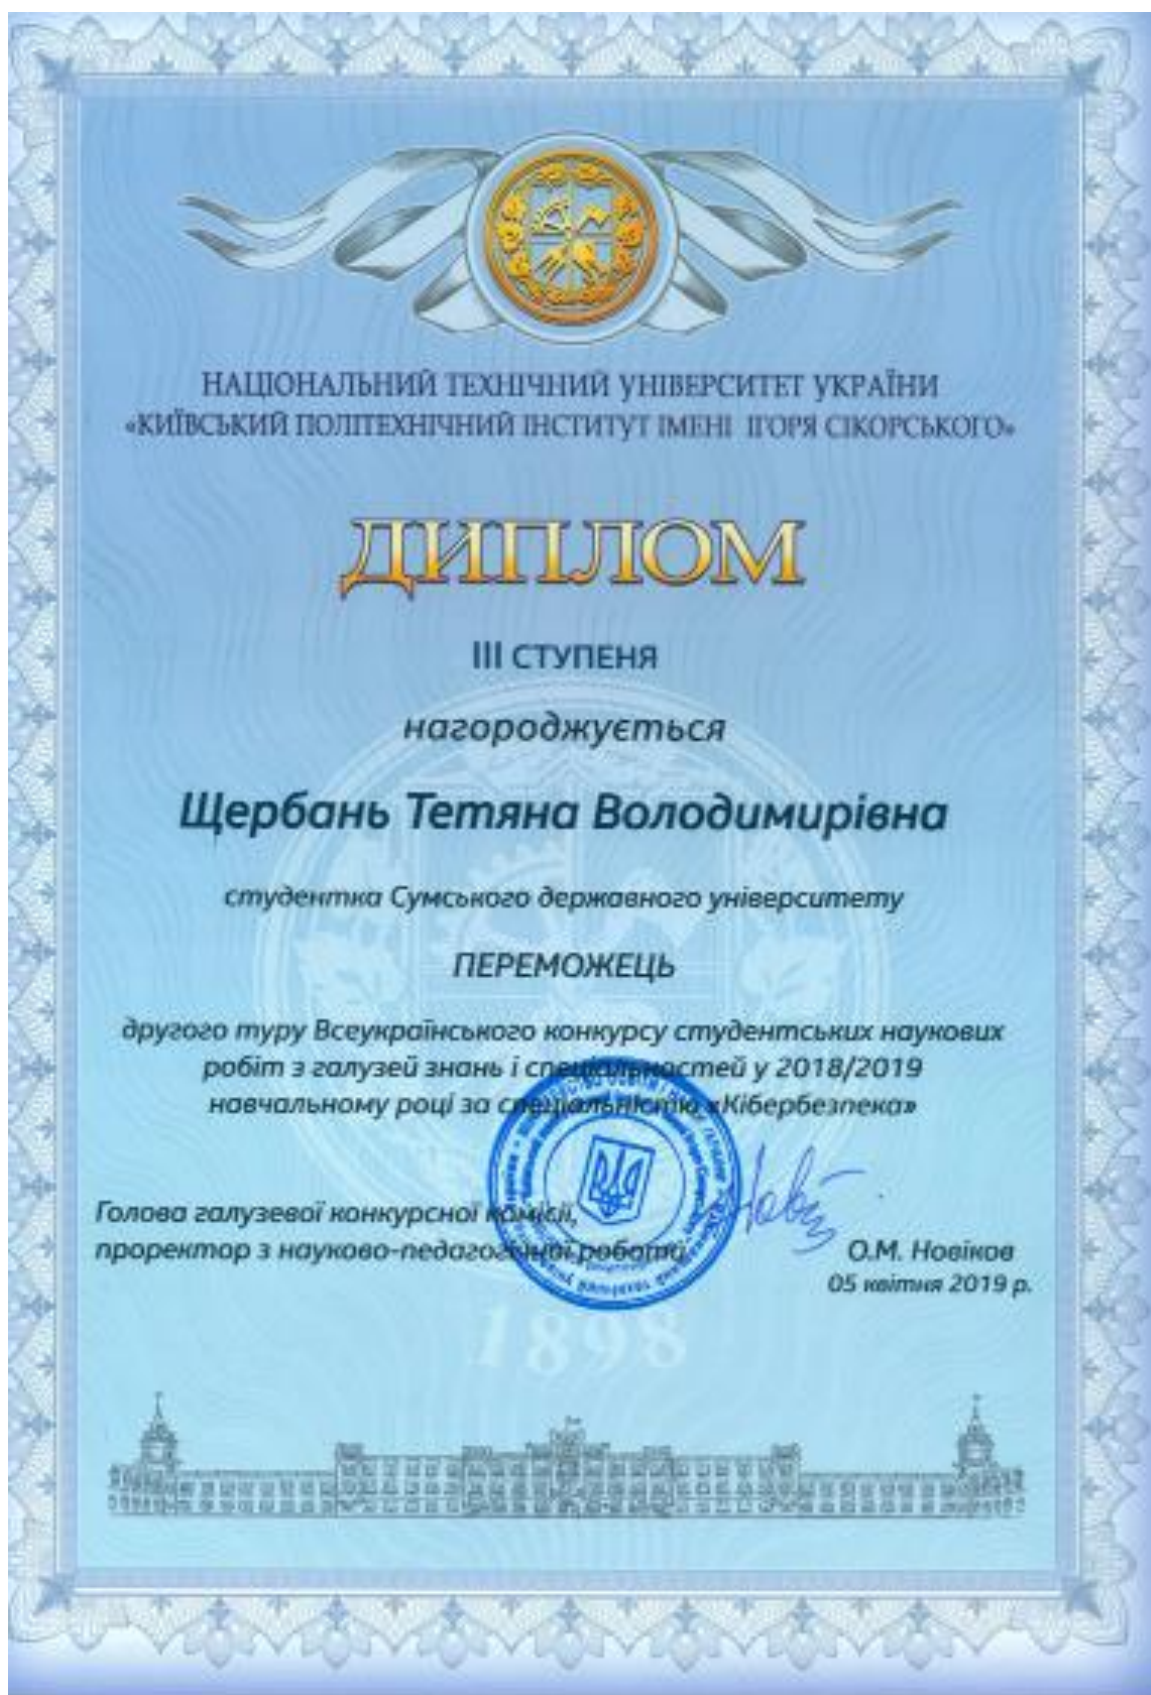 НАЦІОНАЛЬНИЙ ТЕХНІЧНИЙ УНІВЕРСИТЕТ УКРАЇНИ
«КИЇВСЬКИЙ ПОЛІТЕХНІЧНИЙ ІНСТИТУТ ІМЕНІ ІГОРЯ СІКОРСЬКОГО»
ДИПЛОМ
III СТУПЕНЯ
нагороджується
Щербань Тетяна Володимирівна
студентка Сумського державного університету
ПЕРЕМОЖЕЦЬ
другого туру Всеукраїнського конкурсу студентських наукових
робіт з галузей знань і спеціальностей у 2018/2019
навчальному році за спеціальністю «Кібербезпека»
Голова галузевої конкурсної комісії,
проректор з науково-педагогічної роботи
О.М. Новіков
05 квітня 2019 р.
1898